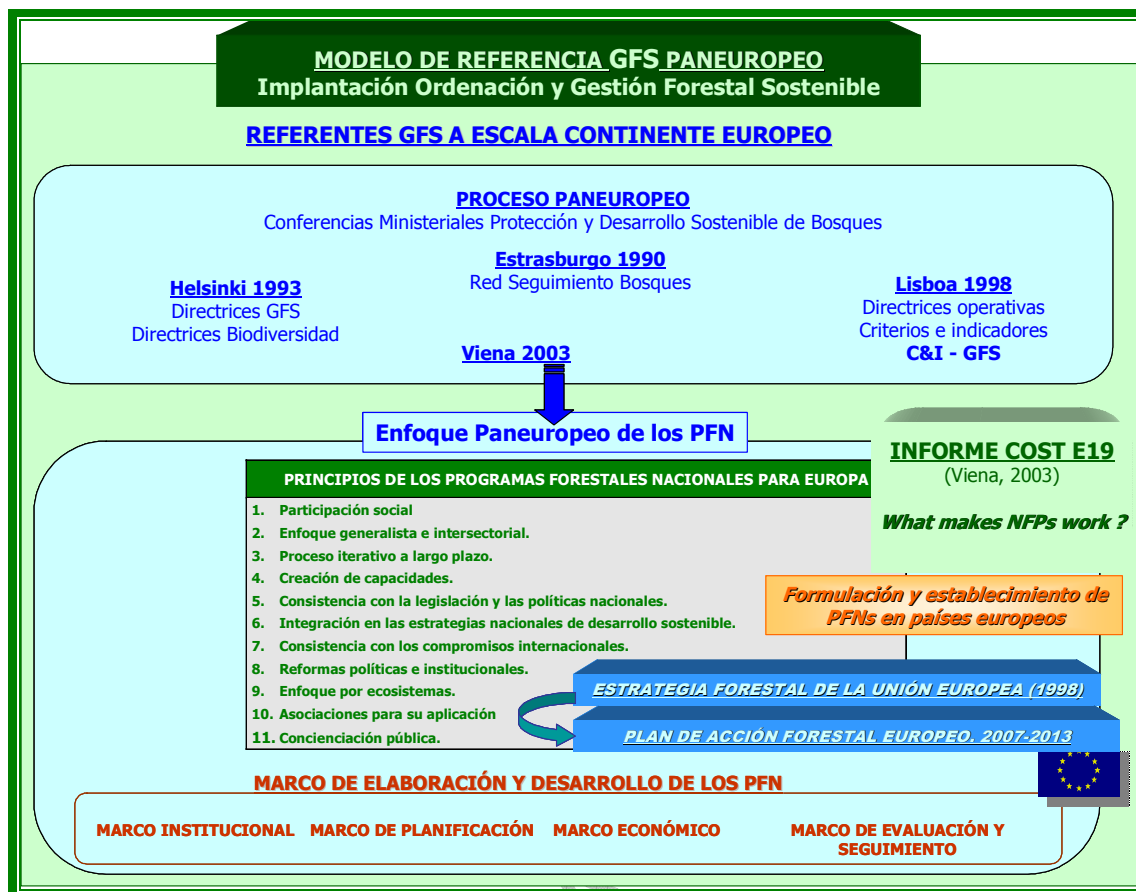 MODELO DE REFERENCIA GFS PANEUROPEO
Implantación Ordenación y Gestión Forestal Sostenible
REFERENTES GFS A ESCALA CONTINENTE EUROPEO
PROCESO PANEUROPEO
Conferencias Ministeriales Protección y Desarrollo Sostenible de Bosques
Estrasburgo 1990
Red Seguimiento Bosques
Helsinki 1993
Directrices GFS
Directrices Biodiversidad
Lisboa 1998
Directrices operativas
Criterios e indicadores
C&I - GFS
Viena 2003
Enfoque Paneuropeo de los PFN
INFORME COST E19
(Viena, 2003)
What makes NFPs work ?
PRINCIPIOS DE LOS PROGRAMAS FORESTALES NACIONALES PARA EUROPA
1. Participación social
2. Enfoque generalista e intersectorial.
3. Proceso iterativo a largo plazo.
4. Creación de capacidades.
5. Consistencia con la legislación y las políticas nacionales.
6. Integración en las estrategias nacionales de desarrollo sostenible.
7. Consistencia con los compromisos internacionales.
8. Reformas políticas e institucionales.
9. Enfoque por ecosistemas.
10. Asociaciones para su aplicación
11. Concienciación pública.
Formulación y establecimiento de
PFNs en países europeos
ESTRATEGIA FORESTAL DE LA UNIÓN EUROPEA (1998)
PLAN DE ACCIÓN FORESTAL EUROPEO. 2007-2013
MARCO DE ELABORACIÓN Y DESARROLLO DE LOS PFN
MARCO INSTITUCIONAL
MARCO DE PLANIFICACIÓN
MARCO ECONÓMICO
MARCO DE EVALUACIÓN Y
SEGUIMIENTO